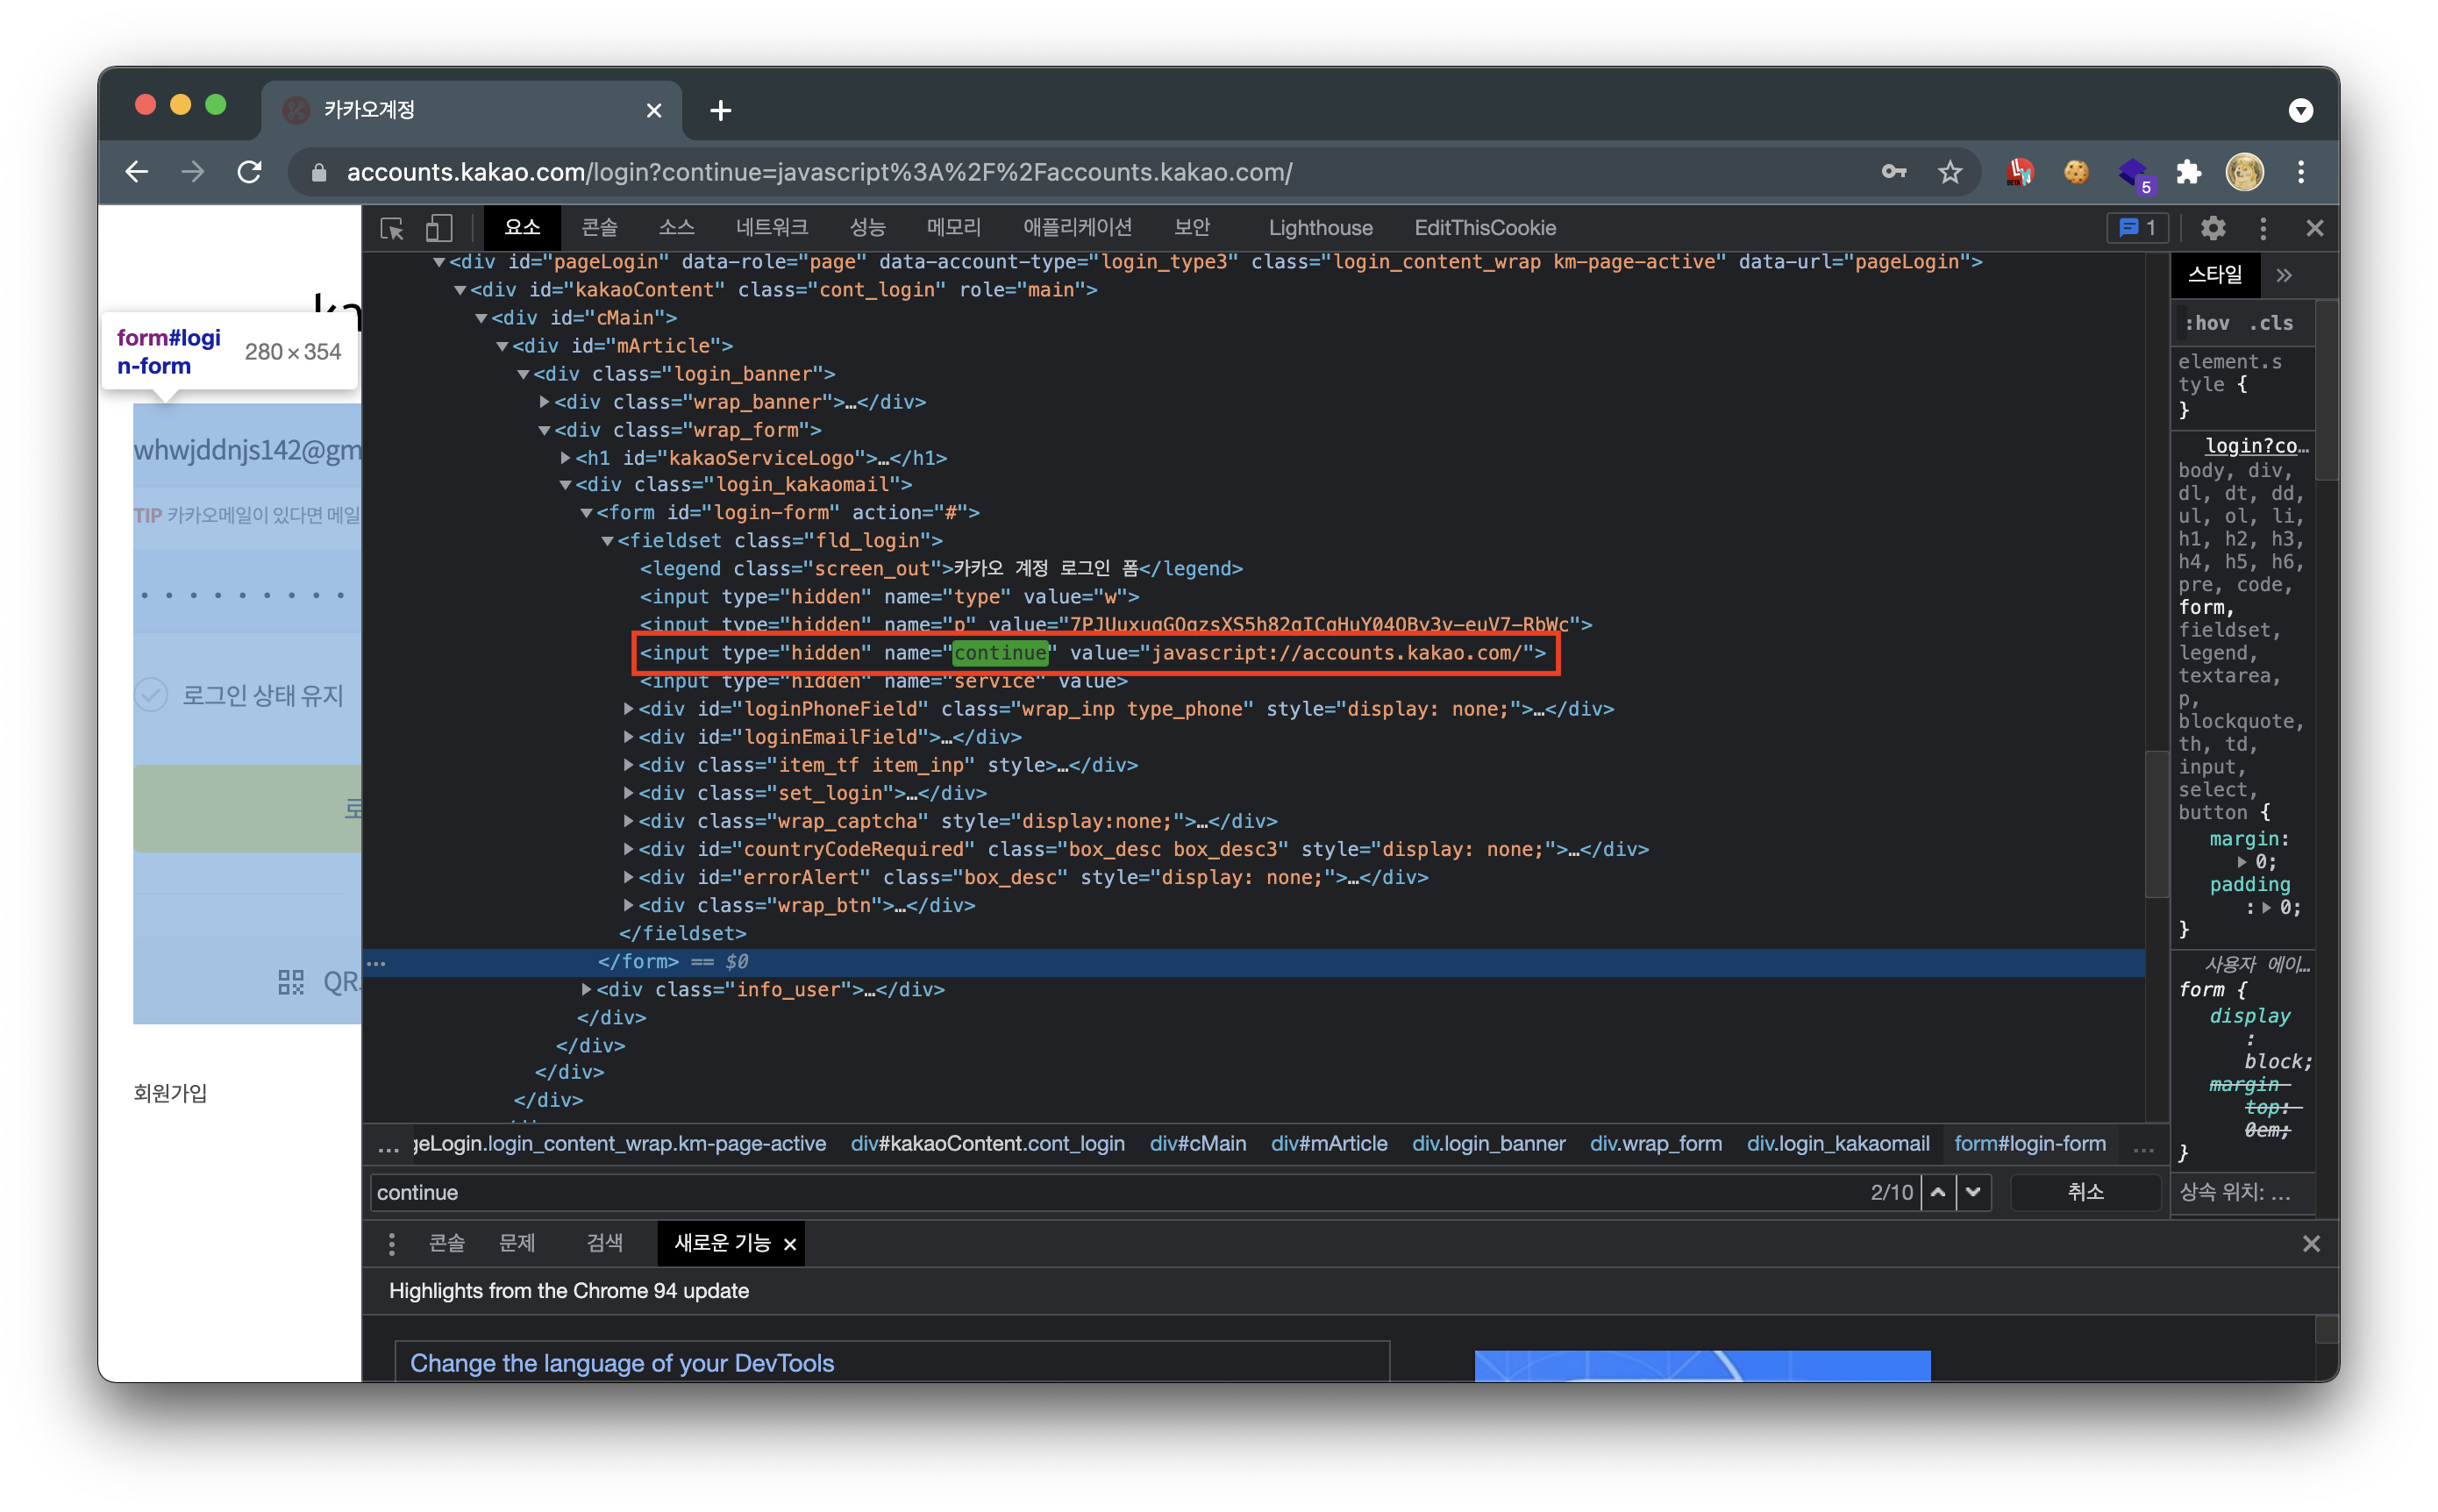 카카오계정
accounts.kakao.com/login?continue=javascript%3A%2F%2Faccounts.kakao.com/
5
ka
form#logi
n-form
280 × 354
whwjddnjs142@gm
TIP 카카오메일이 있다면 메일
로그인 상태 유지
로
QR
회원가입
요소 콘솔 소스 네트워크 성능 메모리 애플리케이션 보안 Lighthouse EditThisCookie 1
<div id="pageLogin" data-role="page" data-account-type="login_type3" class="login_content_wrap km-page-active" data-url="pageLogin">
<div id="kakaoContent" class="cont_login" role="main">
<div id="cMain">
<div id="mArticle">
<div class="login_banner">
<div class="wrap_banner">…</div>
<div class="wrap_form">
<h1 id="kakaoServiceLogo">…</h1>
<div class="login_kakaomail">
<form id="login-form" action="#">
<fieldset class="fld_login">
<legend class="screen_out">카카오 계정 로그인 폼</legend>
<input type="hidden" name="type" value="w">
<input type="hidden" name="p" value=
<input type="hidden" name="continue" value="javascript://accounts.kakao.com/">
<input type="hidden" name="service" value>
<div id="loginPhoneField" class="wrap_inp type_phone" style="display: none;">…</div>
<div id="loginEmailField">…</div>
<div class="item_tf item_inp" style>…</div>
<div class="set_login">…</div>
<div class="wrap_captcha" style="display:none;">…</div>
<div id="countryCodeRequired" class="box_desc box_desc3" style="display: none;">…</div>
<div id="errorAlert" class="box_desc" style="display: none;">…</div>
<div class="wrap_btn">…</div>
</fieldset>
… </form> == $0
<div class="info_user">…</div>
</div>
</div>
</div>
</div>
… geLogin.login_content_wrap.km-page-active div#kakaoContent.cont_login div#cMain div#mArticle div.login_banner div.wrap_form div.login_kakaomail form#login-form …
continue 2/10 취소
스타일 »
:hov .cls
element.s
tyle {
}
login?co…
body, div,
dl, dt, dd,
ul, ol, li,
h1, h2, h3,
h4, h5, h6,
pre, code,
form,
fieldset,
legend,
textarea,
p,
blockquote,
th, td,
input,
select,
button {
margin:
0;
padding
: 0;
}
사용자 에이…
form {
display
:
block;
margin-
top:
0em;
}
상속 위치: …
콘솔 문제 검색 새로운 기능
Highlights from the Chrome 94 update
Change the language of your DevTools